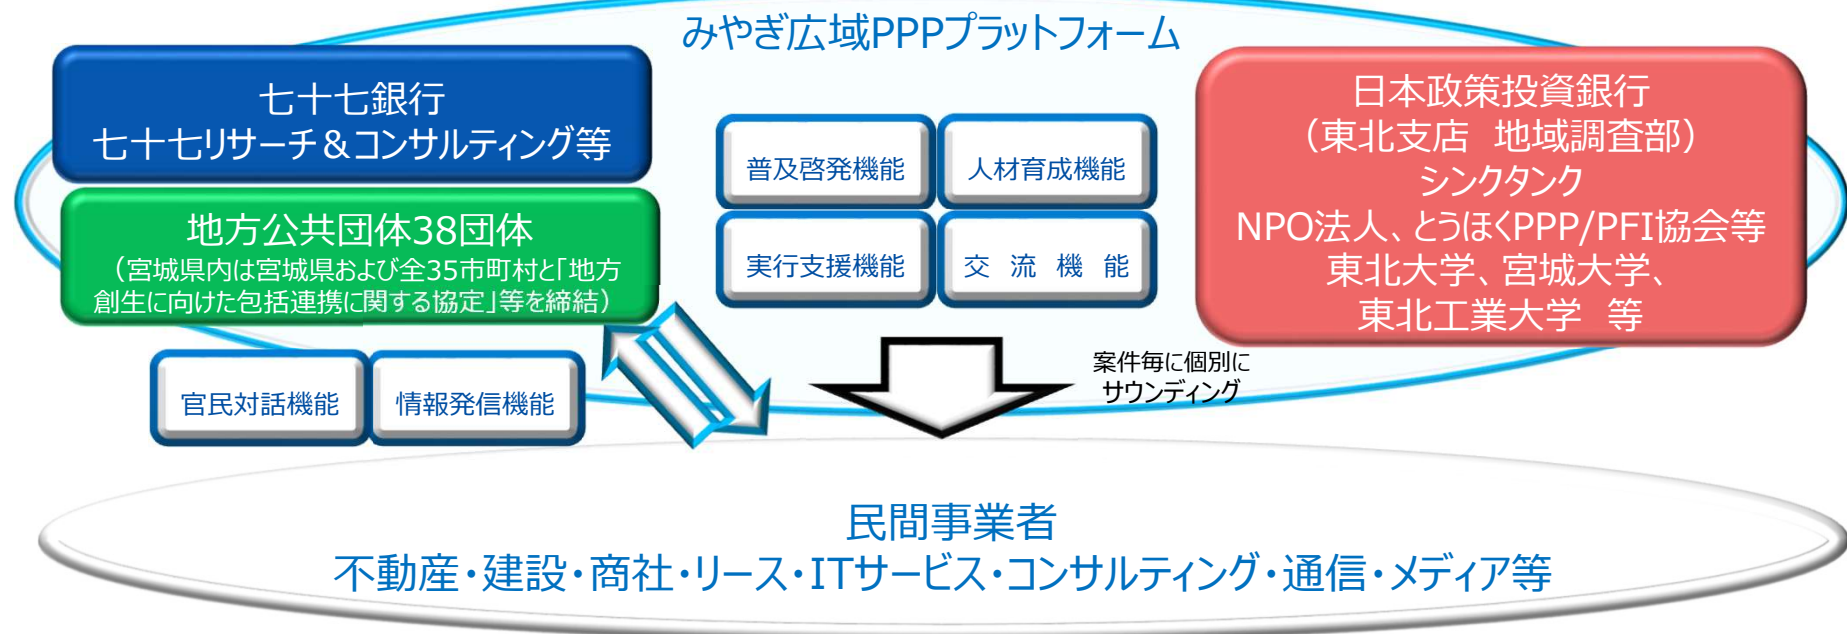 みやぎ広域PPPプラットフォーム
七十七銀行
七十七リサーチ＆コンサルティング等
地方公共団体38団体
（宮城県内は宮城県および全35市町村と「地方
創生に向けた包括連携に関する協定」等を締結）
普及啓発機能
人材育成機能
実行支援機能
交 流 機 能
日本政策投資銀行
（東北支店　地域調査部）
シンクタンク
NPO法人、とうほくPPP/PFI協会等
東北大学、宮城大学、
東北工業大学　等
官民対話機能
情報発信機能
案件毎に個別に
サウンディング
民間事業者
不動産・建設・商社・リース・ITサービス・コンサルティング・通信・メディア等